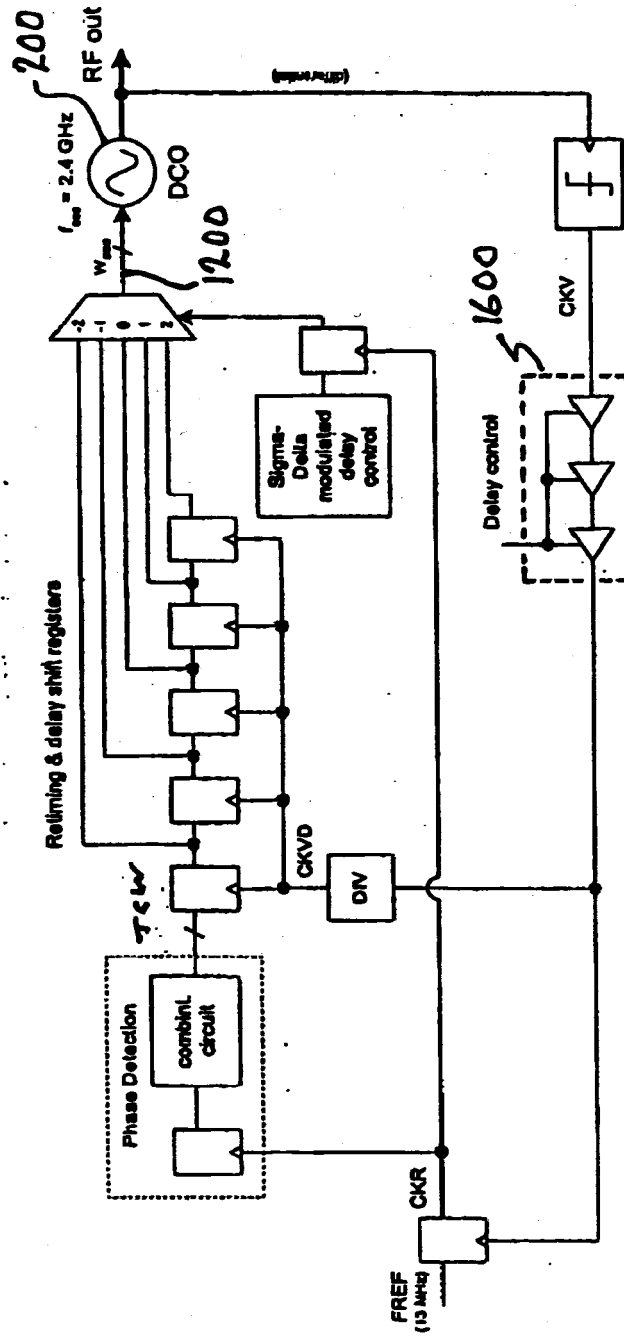 200
RF out
f_osc = 2.4 GHz
DCO
W_osc
1200
(differential)
-2
-1
0
1
2
1600
CKV
Delay control
Sigma-
Delta
modulated
delay
control
Retiming & delay shift registers
CKVD
DIV
TCW
Phase Detection
combini.
circuit
CKR
FREF
(13 MHz)